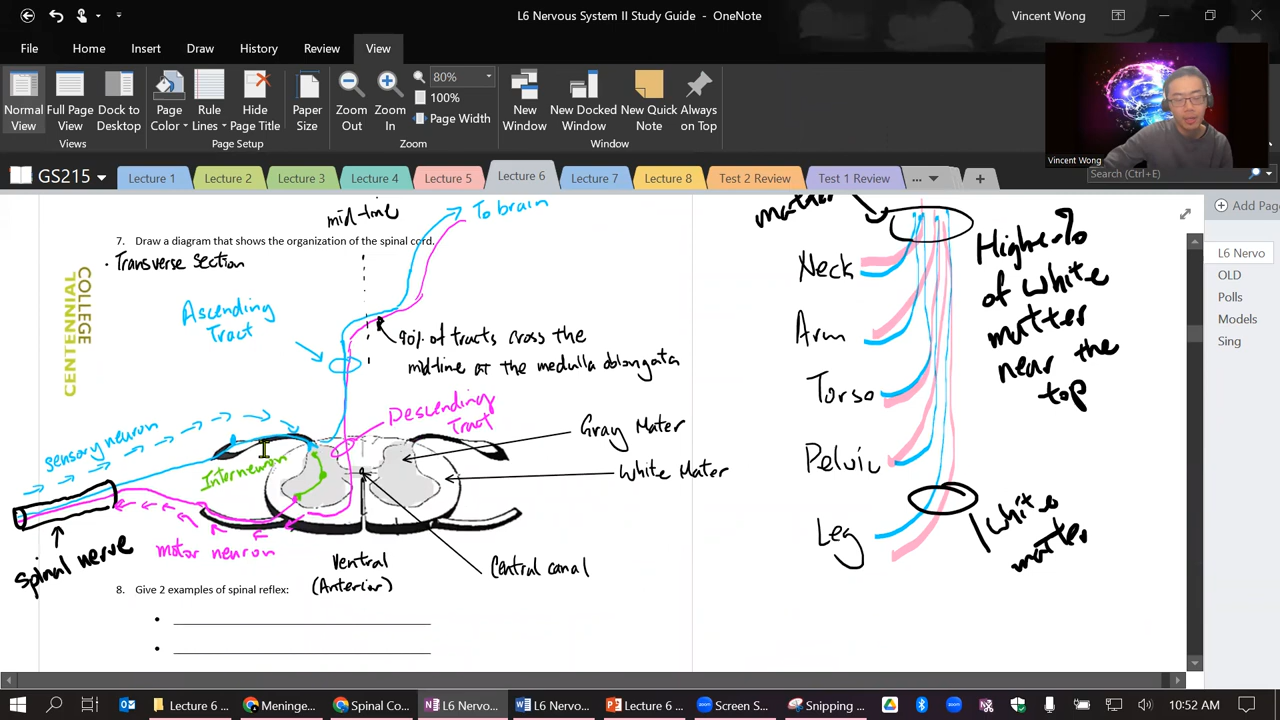 L6 Nervous System II Study Guide - OneNote
Vincent Wong
File Home Insert Draw History Review View
Normal View
Full Page View
Dock to Desktop
Views
Page Color
Rule Lines
Hide Page Title
Paper Size
Page Setup
Zoom Out
Zoom In
80%
100%
Page Width
Zoom
New Window
New Docked Window
New Quick Note
Always on Top
Window
Vincent Wong
GS215
Lecture 1
Lecture 2
Lecture 3
Lecture 4
Lecture 5
Lecture 6
Lecture 7
Lecture 8
Test 2 Review
Test 1 Review
...
Search (Ctrl+E)
Add Page
L6 Nervo
OLD
Polls
Models
Sing
CENTENNIAL
COLLEGE
mid-line
To brain
7. Draw a diagram that shows the organization of the spinal cord.
• Transverse section
Ascending
Tract
90% of tracts cross the
mid-line at the medulla oblongata
Descending
Tract
sensory neuron
Interneuron
Gray Mater
White Mater
spinal nerve
motor neuron
Ventral
(Anterior)
Central canal
8. Give 2 examples of spinal reflex:
matter
Neck
Arm
Torso
Pelvic
Leg
Higher %
of white
matter
near the
top
white
matter
Lecture 6 ...
Meninge...
Spinal Co...
L6 Nervo...
L6 Nervo...
Lecture 6 ...
Screen S...
Snipping ...
10:52 AM